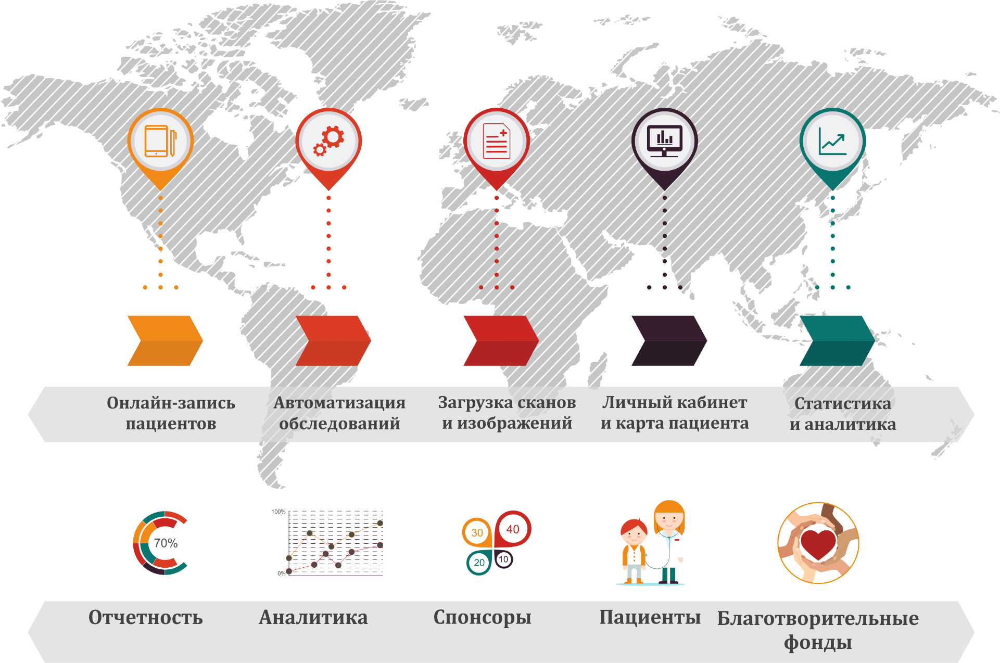 Онлайн-запись
пациентов
Автоматизация
обследований
Загрузка сканов
и изображений
Личный кабинет
и карта пациента
Статистика
и аналитика
70%
100%
0%
30
40
20
10
Отчетность
Аналитика
Спонсоры
Пациенты
Благотворительные
фонды